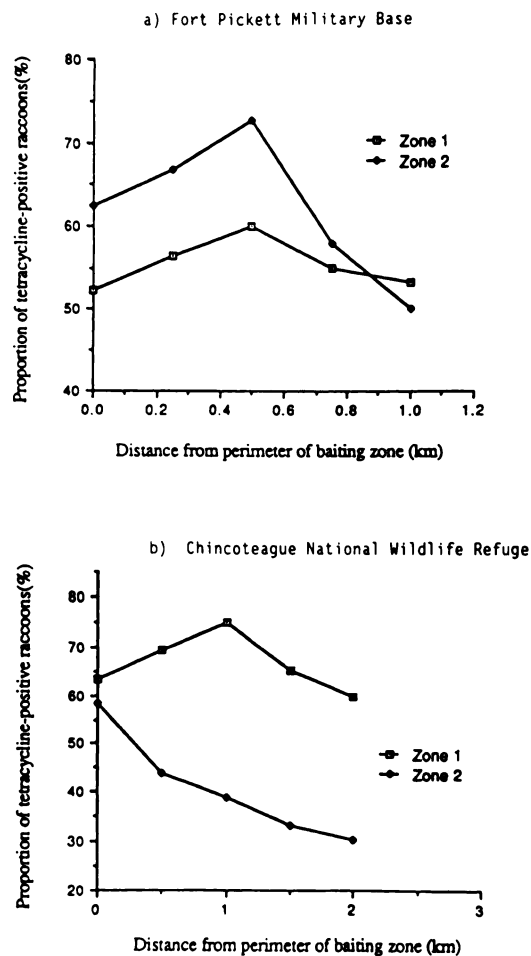 a) Fort Pickett Military Base
Proportion of tetracycline-positive raccoons(%)
80
70
60
50
40
Zone 1
Zone 2
0.0 0.2 0.4 0.6 0.8 1.0 1.2
Distance from perimeter of baiting zone (km)
b) Chincoteague National Wildlife Refuge
Proportion of tetracycline-positive raccoons(%)
80
70
60
50
40
30
20
Zone 1
Zone 2
0 1 2 3
Distance from perimeter of baiting zone (km)